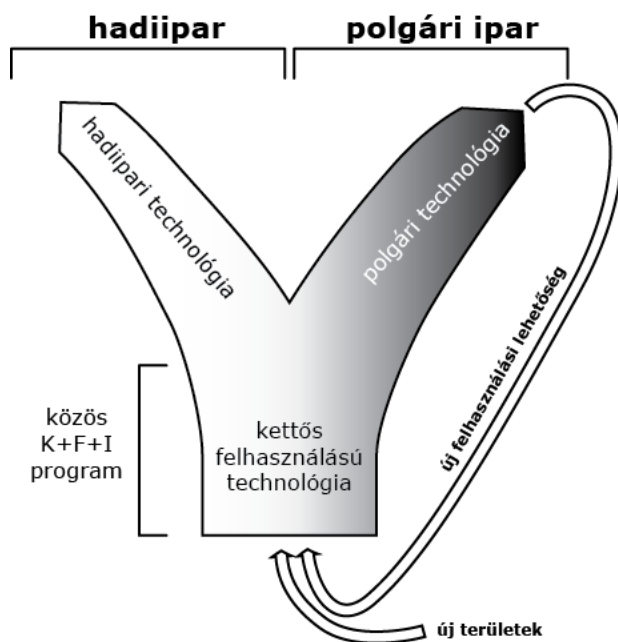 hadiipar
polgári ipar
hadiipari technológia
polgári technológia
új felhasználási lehetőség
közös
K+F+I
program
kettős
felhasználású
technológia
új területek